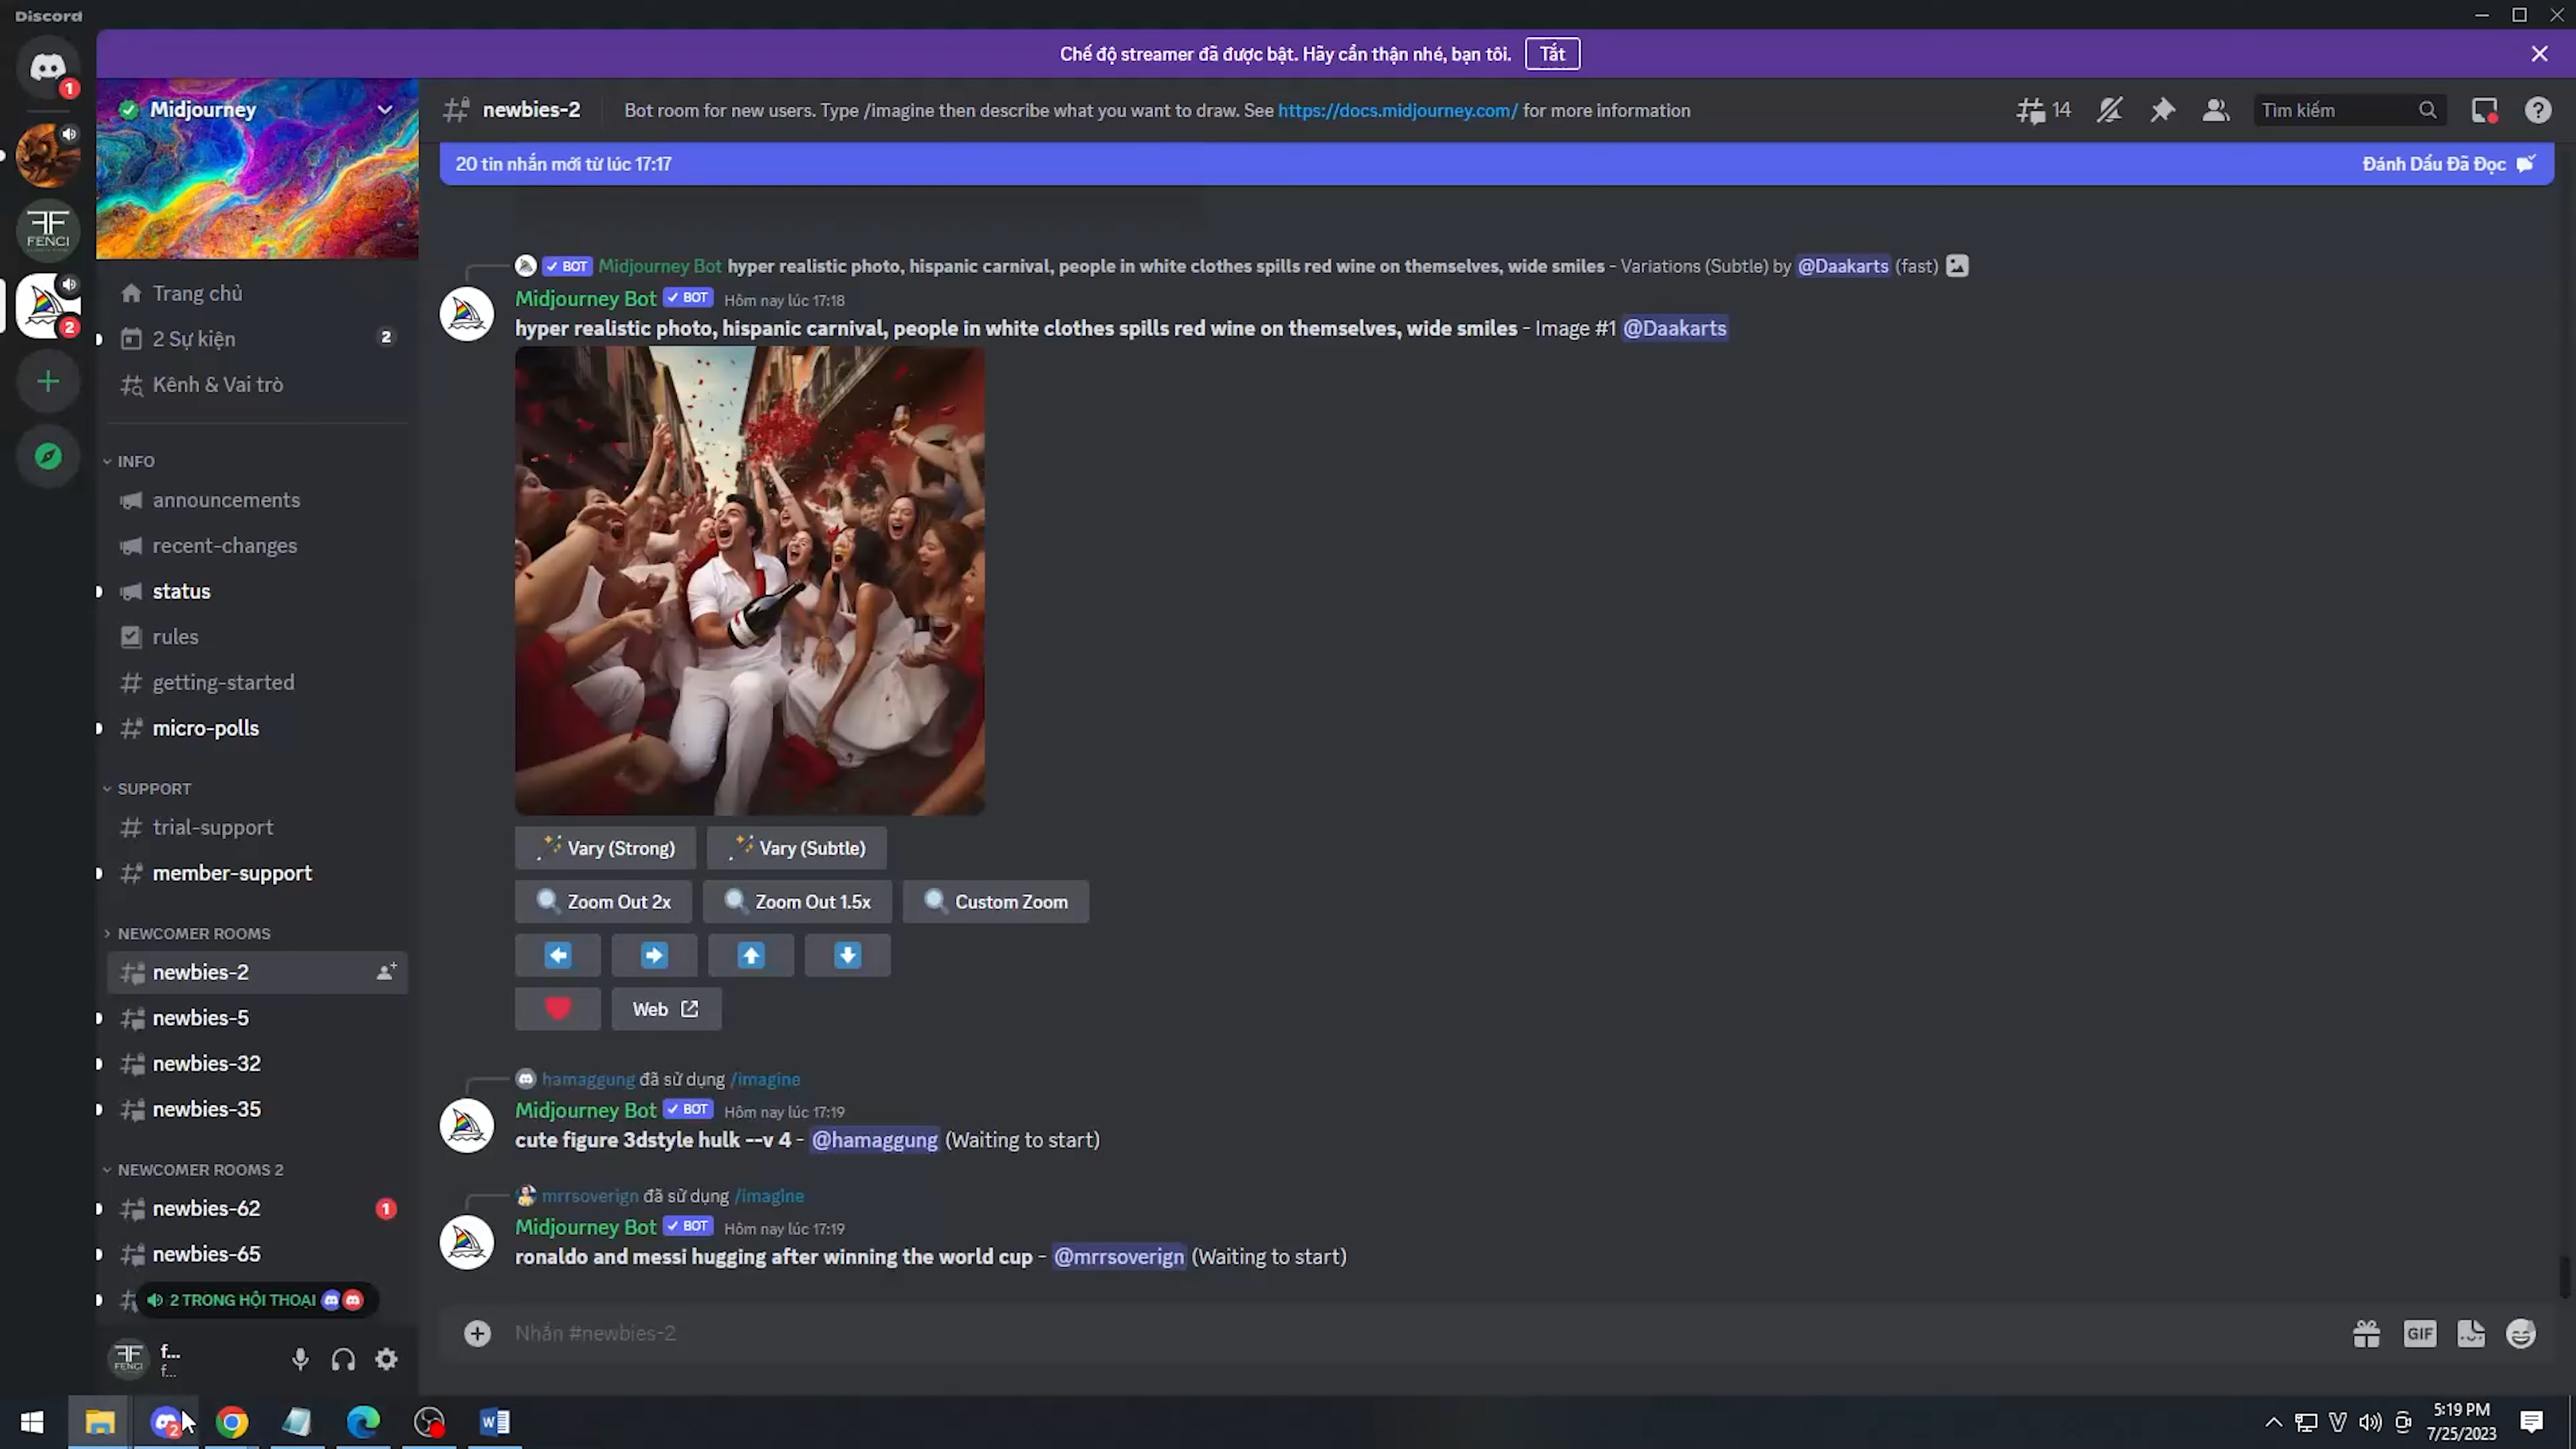 Discord
Chế độ streamer đã được bật. Hãy cẩn thận nhé, bạn tôi. Tắt
1
Midjourney
newbies-2
Bot room for new users. Type /imagine then describe what you want to draw. See https://docs.midjourney.com/ for more information
14
Tìm kiếm
20 tin nhắn mới từ lúc 17:17
Đánh Dấu Đã Đọc
FENCI
2
Trang chủ
2 Sự kiện 2
Kênh & Vai trò
INFO
announcements
recent-changes
status
rules
getting-started
micro-polls
SUPPORT
trial-support
member-support
NEWCOMER ROOMS
newbies-2
newbies-5
newbies-32
newbies-35
NEWCOMER ROOMS 2
newbies-62 1
newbies-65
2 TRONG HỘI THOẠI
FENCI
f...
f...
BOT Midjourney Bot hyper realistic photo, hispanic carnival, people in white clothes spills red wine on themselves, wide smiles - Variations (Subtle) by @Daakarts (fast)
Midjourney Bot BOT Hôm nay lúc 17:18
hyper realistic photo, hispanic carnival, people in white clothes spills red wine on themselves, wide smiles - Image #1 @Daakarts
Vary (Strong) Vary (Subtle)
Zoom Out 2x Zoom Out 1.5x Custom Zoom
Web
hamaggung đã sử dụng /imagine
Midjourney Bot BOT Hôm nay lúc 17:19
cute figure 3dstyle hulk --v 4 - @hamaggung (Waiting to start)
mrrsoverign đã sử dụng /imagine
Midjourney Bot BOT Hôm nay lúc 17:19
ronaldo and messi hugging after winning the world cup - @mrrsoverign (Waiting to start)
Nhắn #newbies-2
GIF
2
W
V
5:19 PM
7/25/2023